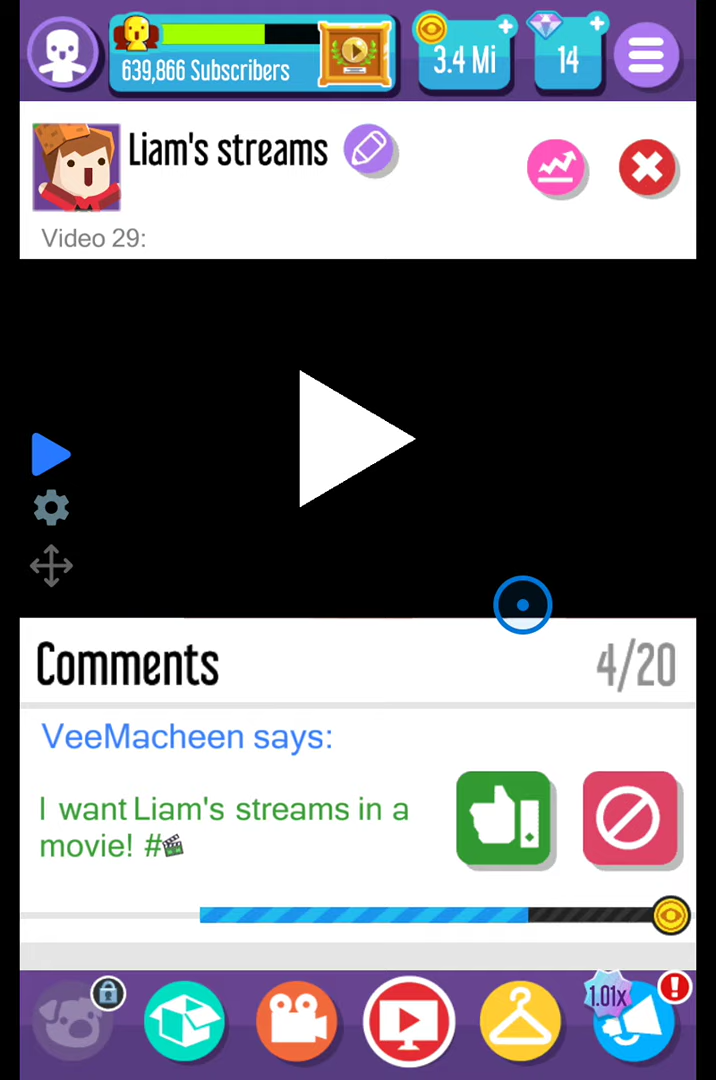 639,866 Subscribers
3.4 Mi
14
Liam's streams
Video 29:
Comments
4/20
VeeMacheen says:
I want Liam's streams in a
movie! #🎬
1.01x